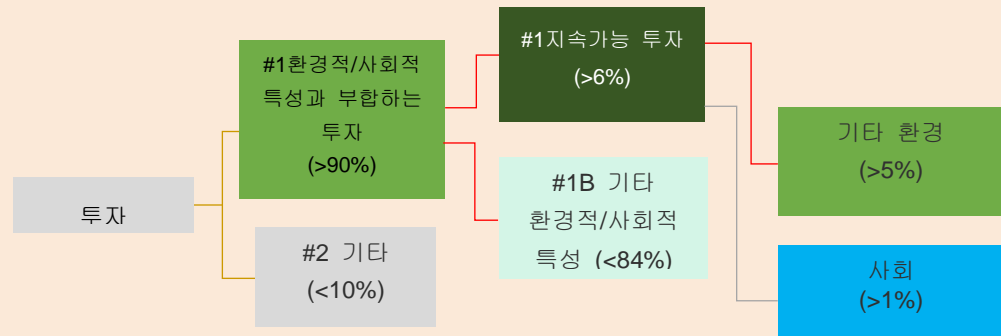 투자
#1환경적/사회적
특성과 부합하는
투자
(>90%)
#2 기타
(<10%)
#1지속가능 투자
(>6%)
#1B 기타
환경적/사회적
특성 (<84%)
기타 환경
(>5%)
사회
(>1%)